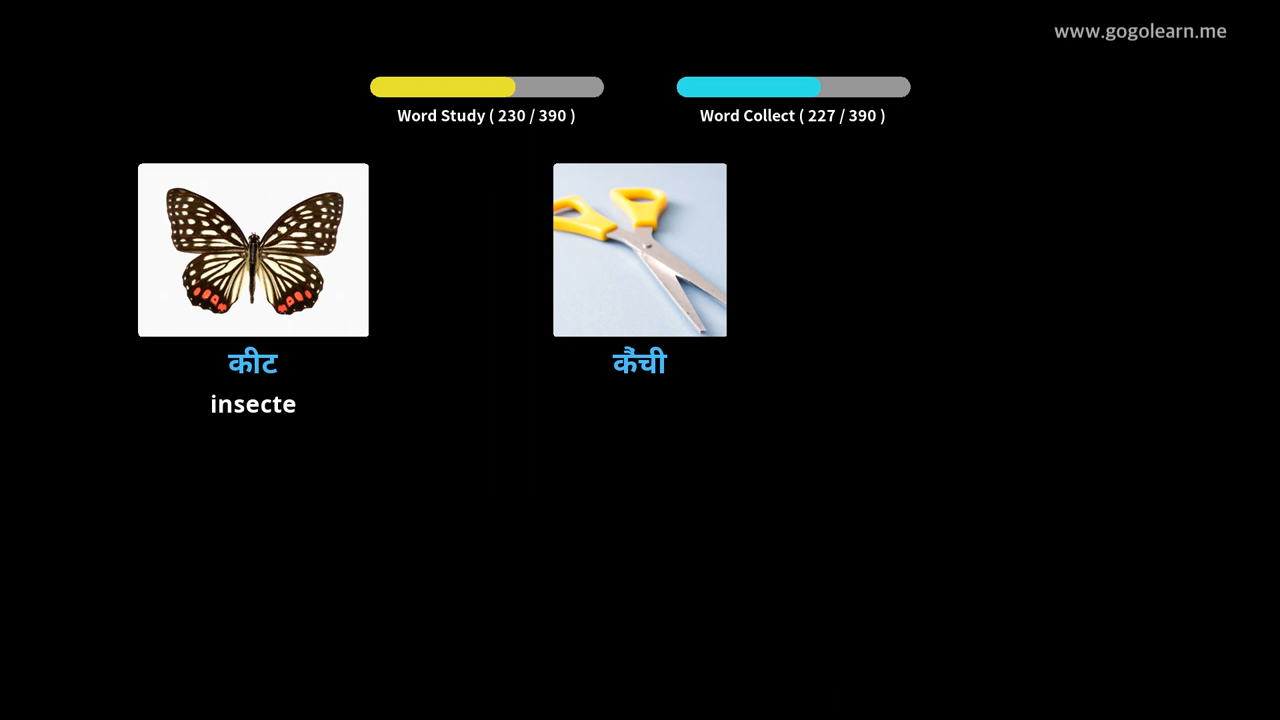 www.gogolearn.me
Word Study ( 230 / 390 )
Word Collect ( 227 / 390 )
कीट
कैंची
insecte